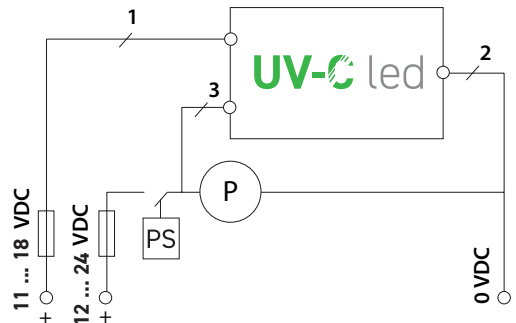 1
2
UV-C led
3
P
PS
11 ... 18 VDC
12 ... 24 VDC
0 VDC
+
+